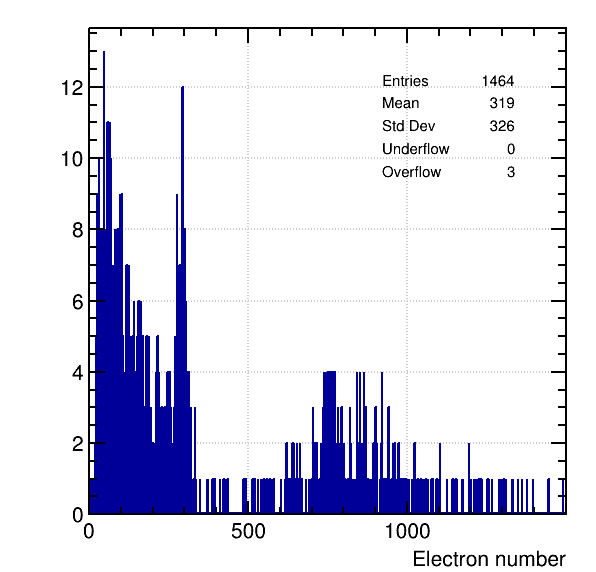 Entries 1464
Mean 319
Std Dev 326
Underflow 0
Overflow 3
12
10
8
6
4
2
0
0 500 1000
Electron number